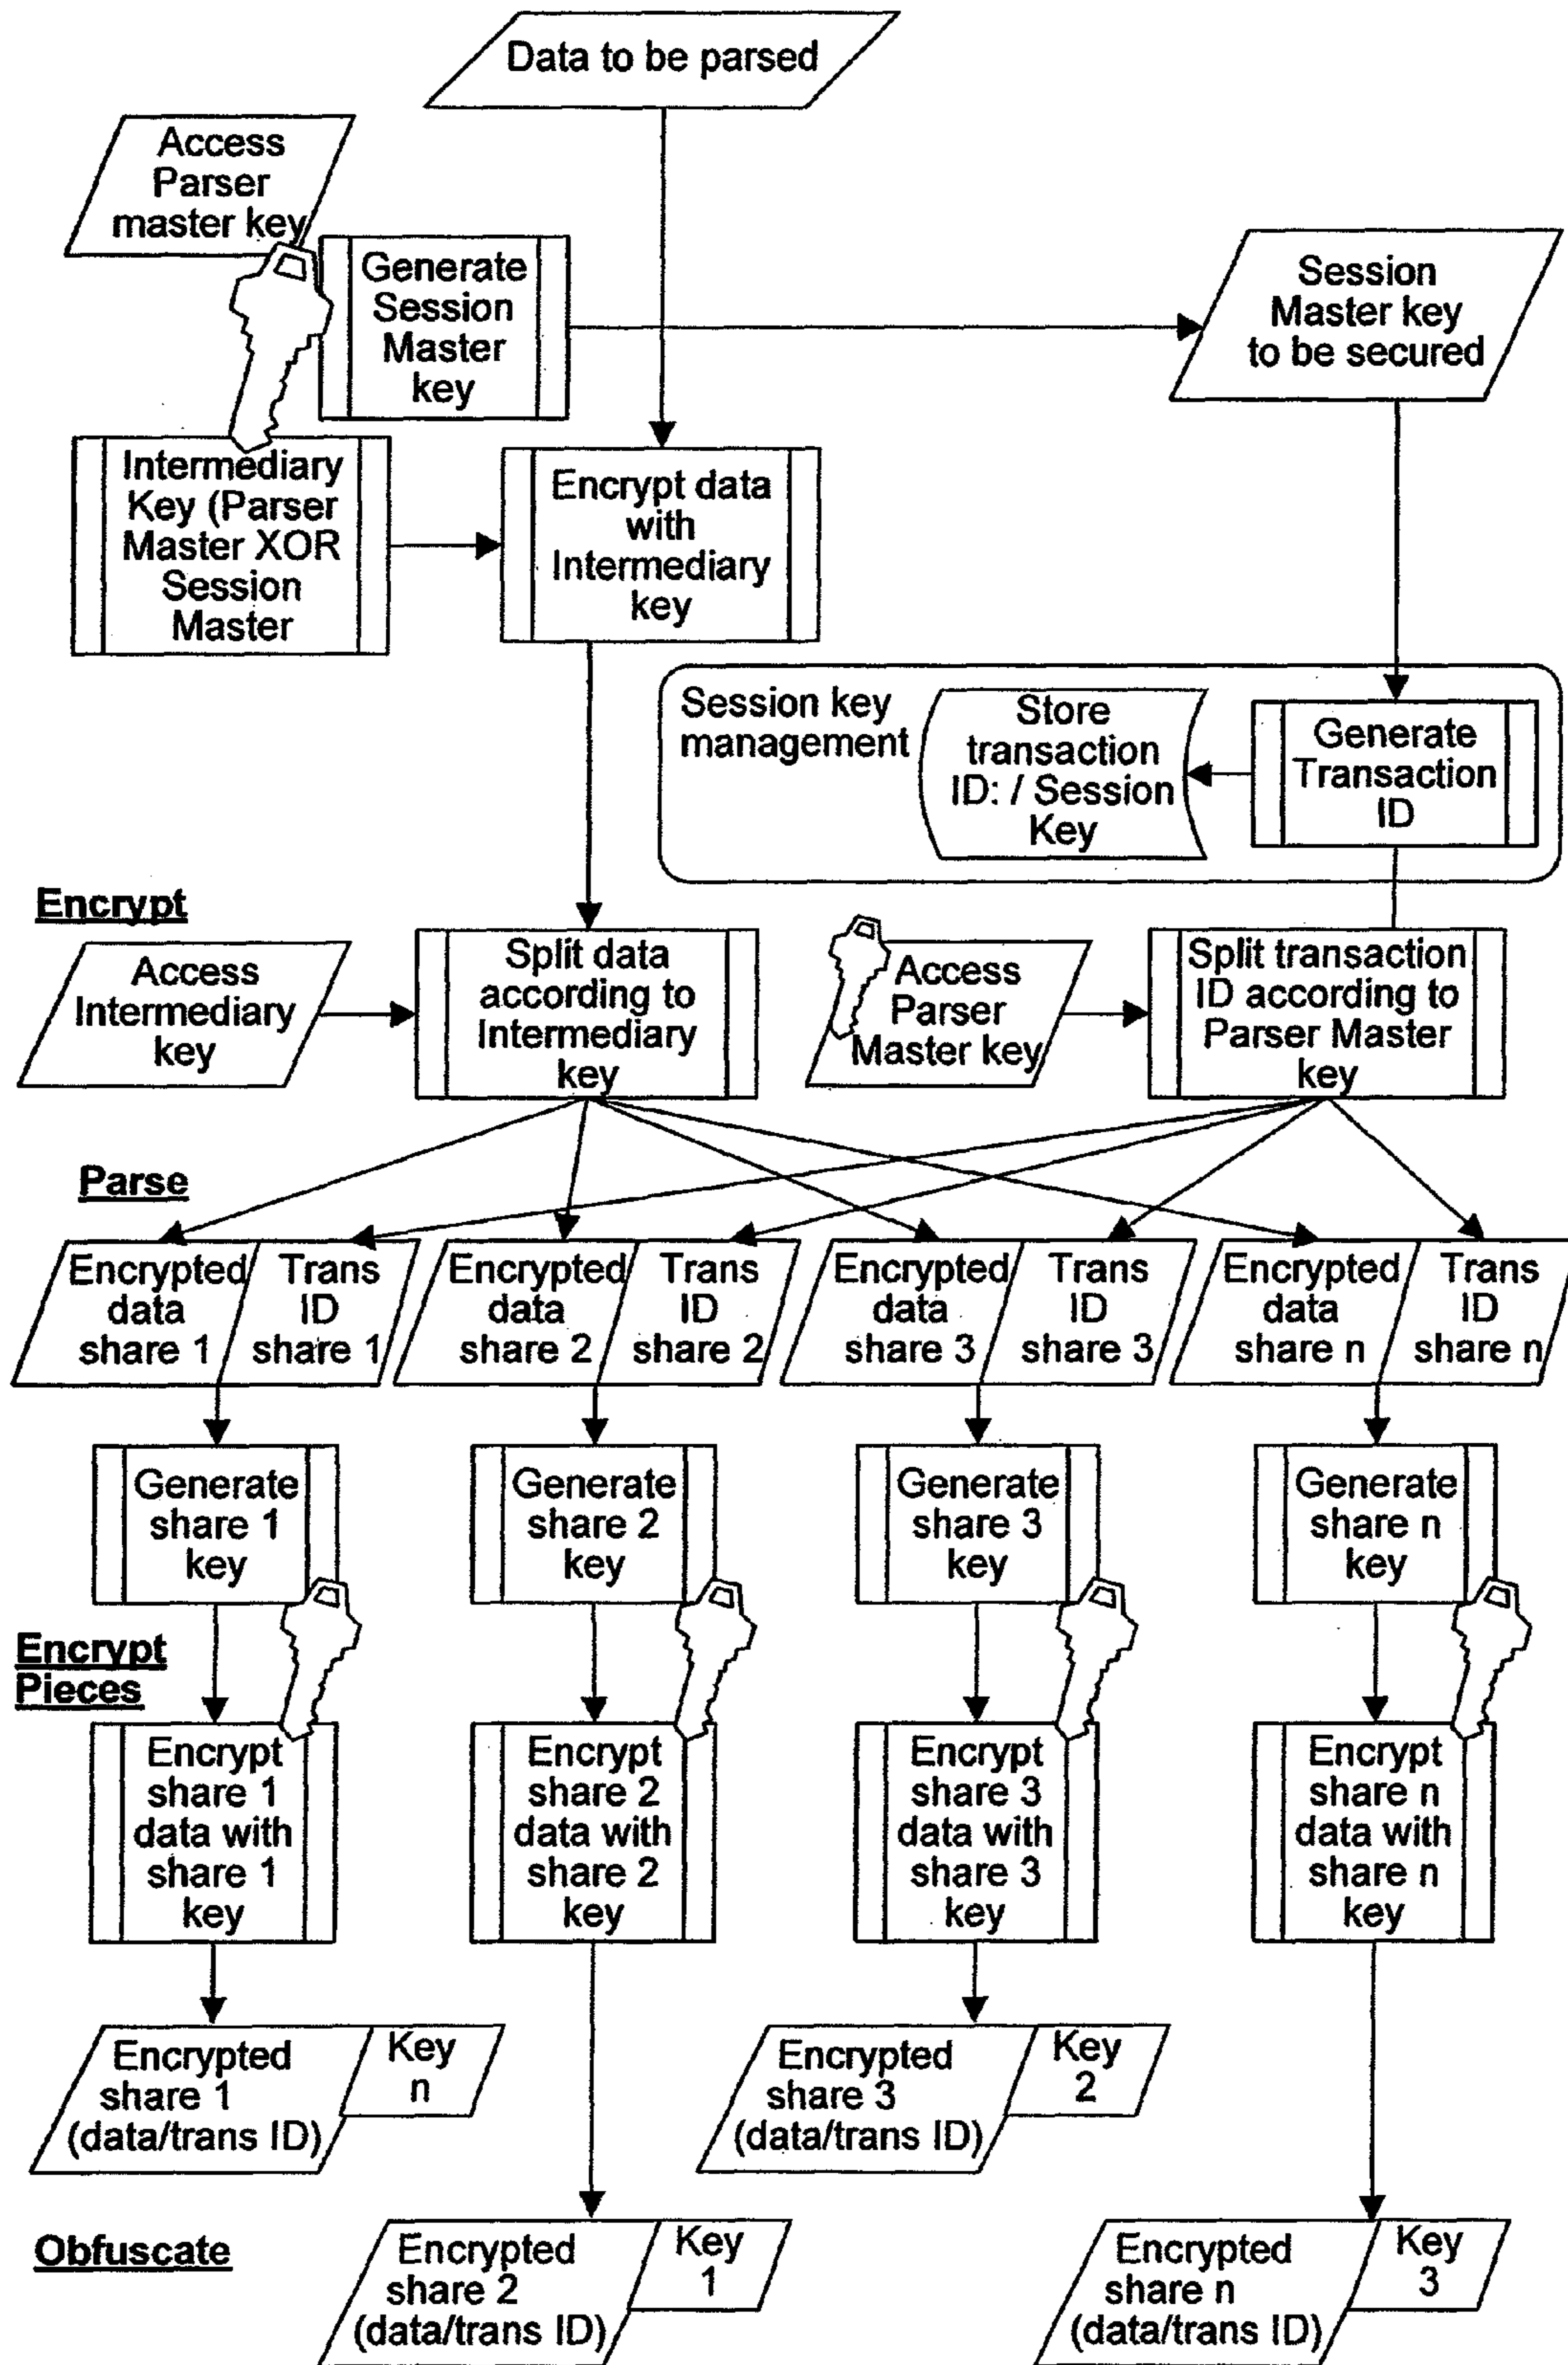 Data to be parsed
Access
Parser
master key
Generate
Session
Master
key
Session
Master key
to be secured
Intermediary
Key (Parser
Master XOR
Session
Master
Encrypt data
with
Intermediary
key
Session key
management
Store
transaction
ID: / Session
Key
Generate
Transaction
ID
Encrypt
Access
Intermediary
key
Split data
according to
Intermediary
key
Access
Parser
Master key
Split transaction
ID according to
Parser Master
key
Parse
Encrypted
data
share 1
Trans
ID
share 1
Encrypted
data
share 2
Trans
ID
share 2
Encrypted
data
share 3
Trans
ID
share 3
Encrypted
data
share n
Trans
ID
share n
Generate
share 1
key
Generate
share 2
key
Generate
share 3
key
Generate
share n
key
Encrypt
Pieces
Encrypt
share 1
data with
share 1
key
Encrypt
share 2
data with
share 2
key
Encrypt
share 3
data with
share 3
key
Encrypt
share n
data with
share n
key
Encrypted
share 1
(data/trans ID)
Key
n
Encrypted
share 3
(data/trans ID)
Key
2
Obfuscate
Encrypted
share 2
(data/trans ID)
Key
1
Encrypted
share n
(data/trans ID)
Key
3